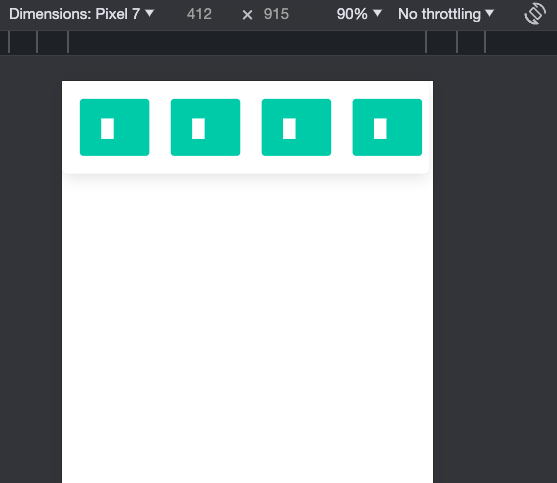 Dimensions: Pixel 7 ▼ 412 × 915 90% ▼ No throttling ▼